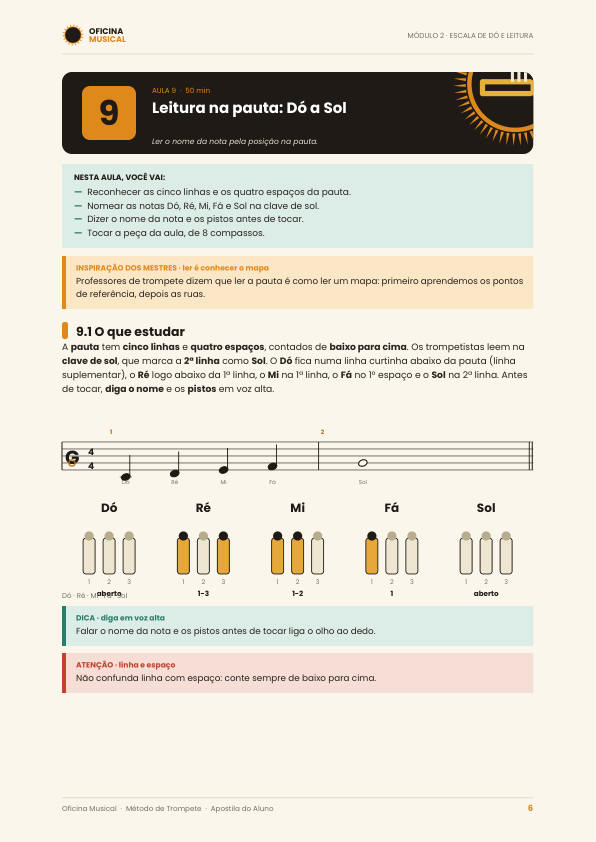 OFICINA
MUSICAL
MÓDULO 2 · ESCALA DE DÓ E LEITURA
9
AULA 9 · 50 min
Leitura na pauta: Dó a Sol
Ler o nome da nota pela posição na pauta.
NESTA AULA, VOCÊ VAI:
— Reconhecer as cinco linhas e os quatro espaços da pauta.
— Nomear as notas Dó, Ré, Mi, Fá e Sol na clave de sol.
— Dizer o nome da nota e os pistos antes de tocar.
— Tocar a peça da aula, de 8 compassos.
INSPIRAÇÃO DOS MESTRES · ler é conhecer o mapa
Professores de trompete dizem que ler a pauta é como ler um mapa: primeiro aprendemos os pontos
de referência, depois as ruas.
9.1 O que estudar
A pauta tem cinco linhas e quatro espaços, contados de baixo para cima. Os trompetistas leem na
clave de sol, que marca a 2ª linha como Sol. O Dó fica numa linha curtinha abaixo da pauta (linha
suplementar), o Ré logo abaixo da 1ª linha, o Mi na 1ª linha, o Fá no 1º espaço e o Sol na 2ª linha. Antes
de tocar, diga o nome e os pistos em voz alta.
1 2
G 4
4
Dó Ré Mi Fá Sol
Dó Ré Mi Fá Sol
1 2 3 1 2 3 1 2 3 1 2 3 1 2 3
aberto 1-3 1-2 1 aberto
Dó · Ré · Mi · Fá · Sol
DICA · diga em voz alta
Falar o nome da nota e os pistos antes de tocar liga o olho ao dedo.
ATENÇÃO · linha e espaço
Não confunda linha com espaço: conte sempre de baixo para cima.
Oficina Musical · Método de Trompete · Apostila do Aluno
6